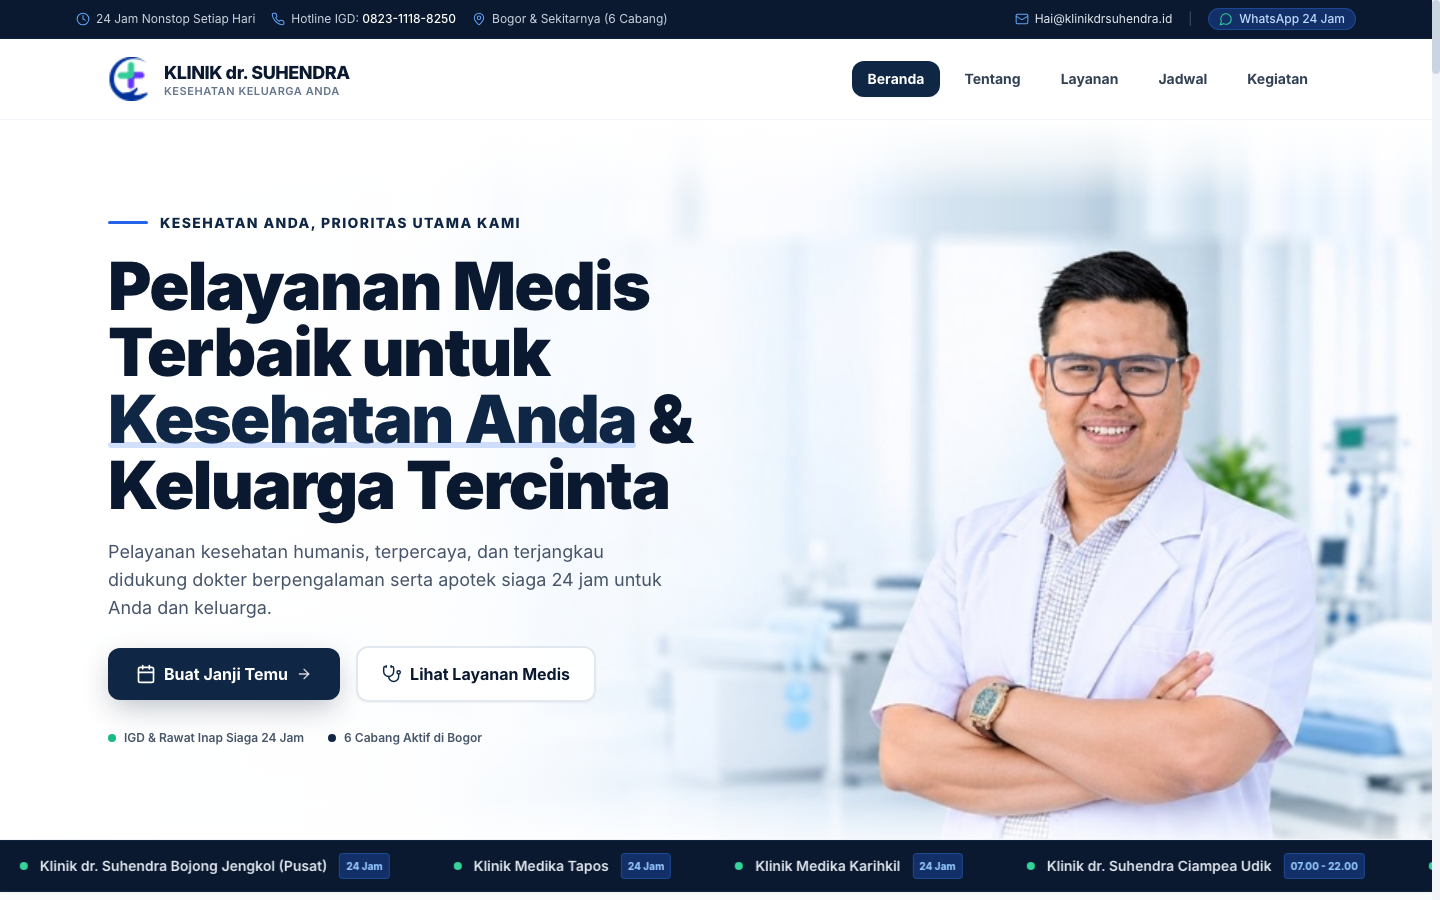 24 Jam Nonstop Setiap Hari
Hotline IGD: 0823-1118-8250
Bogor & Sekitarnya (6 Cabang)
Hai@klinikdrsuhendra.id
WhatsApp 24 Jam
KLINIK dr. SUHENDRA
KESEHATAN KELUARGA ANDA
Beranda
Tentang
Layanan
Jadwal
Kegiatan
KESEHATAN ANDA, PRIORITAS UTAMA KAMI
Pelayanan Medis
Terbaik untuk
Kesehatan Anda &
Keluarga Tercinta
Pelayanan kesehatan humanis, terpercaya, dan terjangkau
didukung dokter berpengalaman serta apotek siaga 24 jam untuk
Anda dan keluarga.
Buat Janji Temu
Lihat Layanan Medis
IGD & Rawat Inap Siaga 24 Jam
6 Cabang Aktif di Bogor
Klinik dr. Suhendra Bojong Jengkol (Pusat)
24 Jam
Klinik Medika Tapos
24 Jam
Klinik Medika Karihkil
24 Jam
Klinik dr. Suhendra Ciampea Udik
07.00 - 22.00